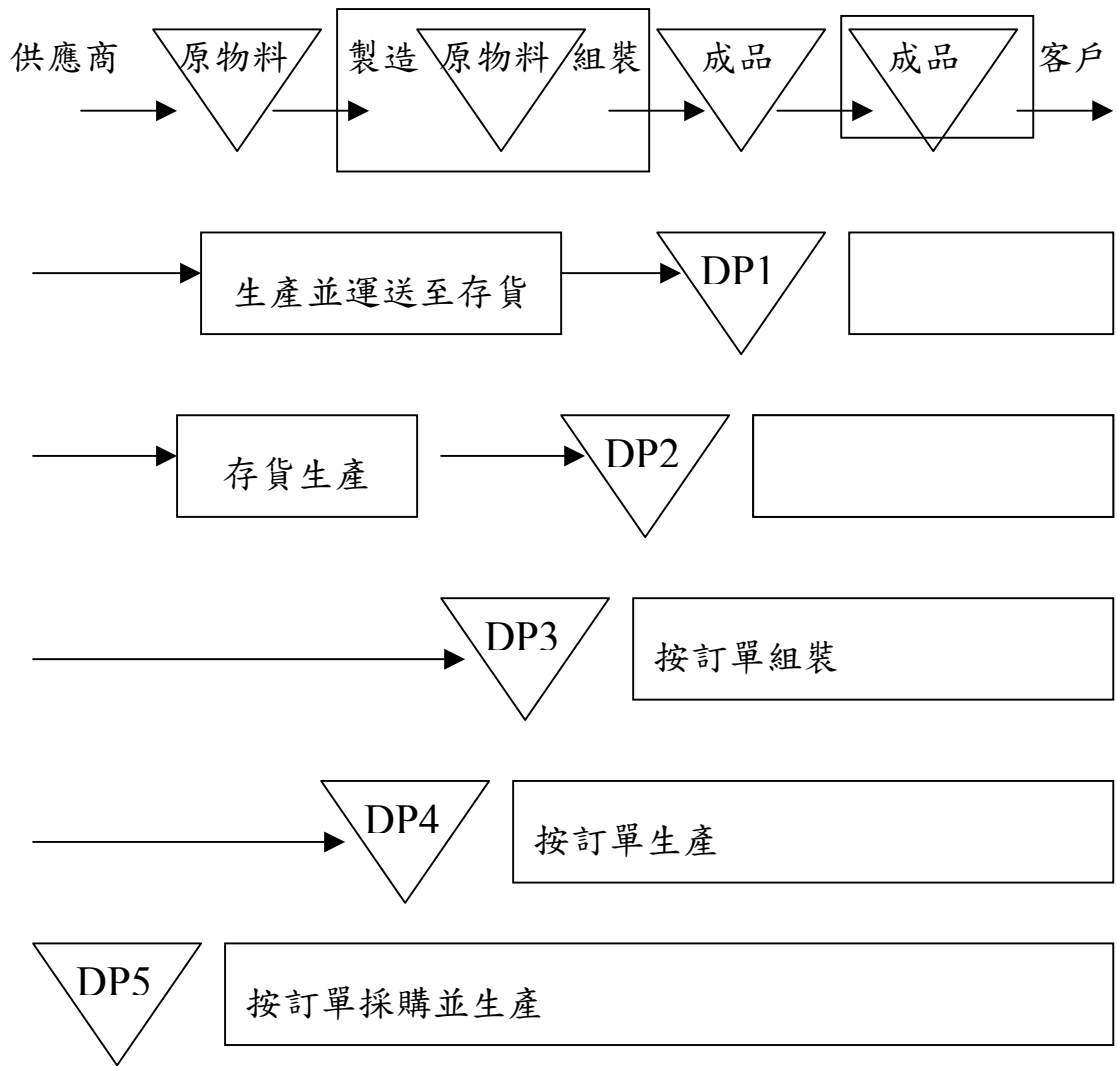 供應商 原物料 製造 原物料 組裝 成品 成品 客戶
生產並運送至存貨 DP1
存貨生產 DP2
DP3 按訂單組裝
DP4 按訂單生產
DP5 按訂單採購並生產